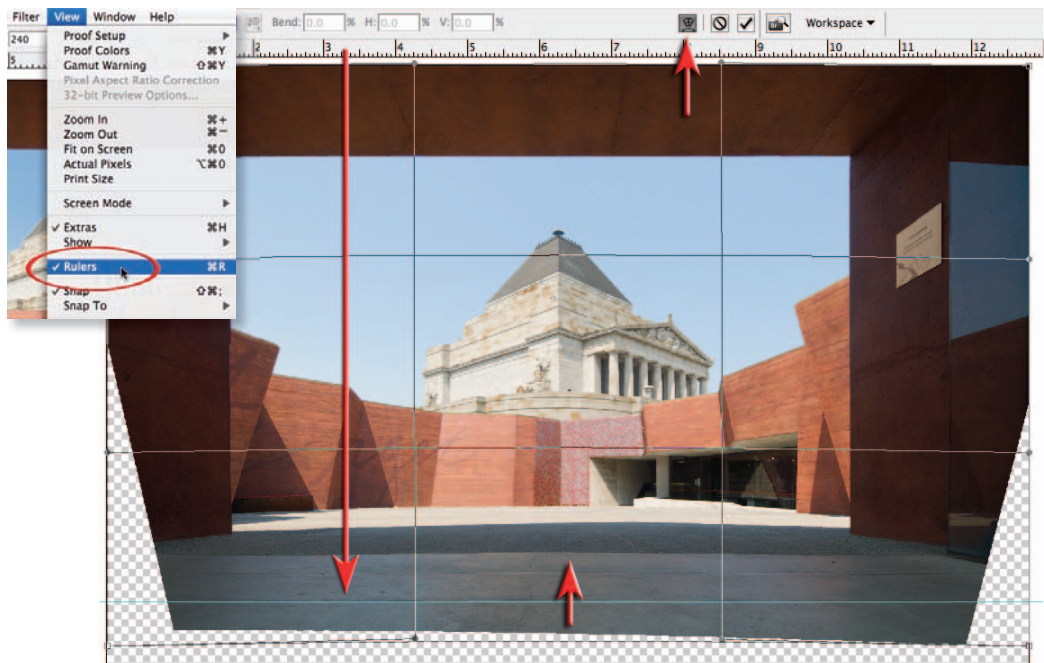 Filter View Window Help
Bend: 0.0 % H: 0.0 % V: 0.0 %
Workspace
240
Proof Setup
Proof Colors ⌘Y
Gamut Warning ⇧⌘Y
Pixel Aspect Ratio Correction
32-bit Preview Options...
Zoom In ⌘+
Zoom Out ⌘−
Fit on Screen ⌘0
Actual Pixels ⌥⌘0
Print Size
Screen Mode
✓ Extras ⌘H
Show
✓ Rulers ⌘R
✓ Snap ⇧⌘;
Snap To
5
2 3 4 5 6 7 8 9 10 11 12